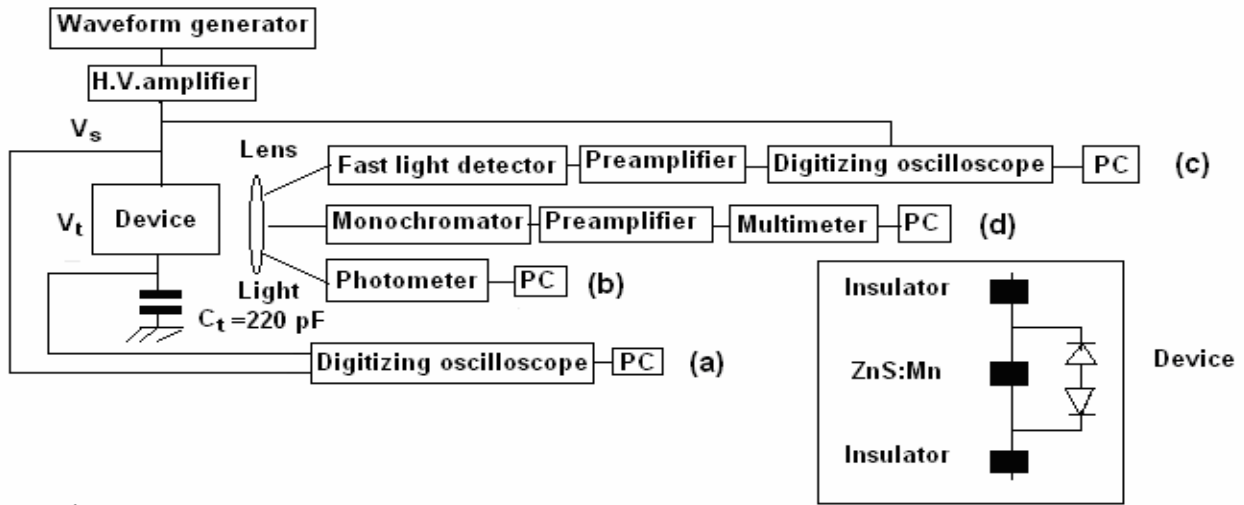 Waveform generator
H.V.amplifier
Vs
Lens
Fast light detector
Preamplifier
Digitizing oscilloscope
PC
(c)
Vt
Device
Monochromator
Preamplifier
Multimeter
PC
(d)
Photometer
PC
(b)
Light
Ct =220 pF
Digitizing oscilloscope
PC
(a)
Insulator
ZnS:Mn
Insulator
Device